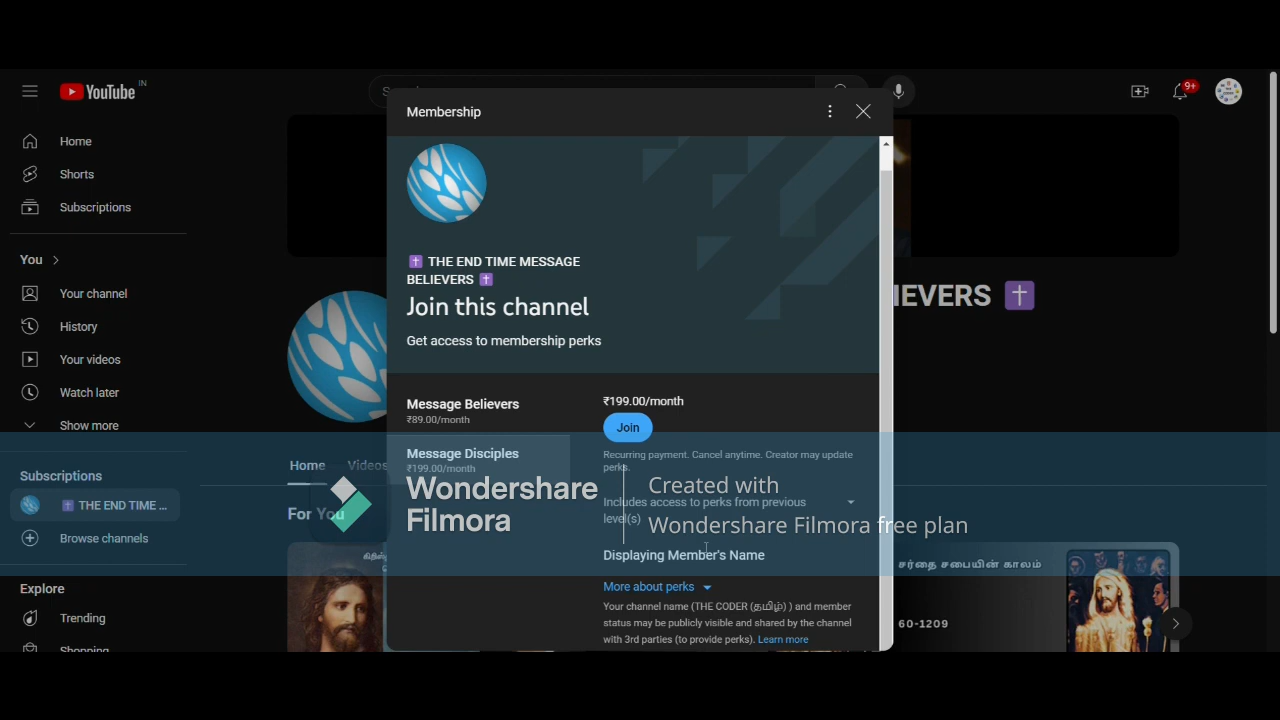 YouTube IN
9+
Membership
Home
Shorts
Subscriptions
You
Your channel
History
Your videos
Watch later
Show more
Subscriptions
✝ THE END TIME ...
Browse channels
Explore
Trending
Shopping
✝ THE END TIME MESSAGE
BELIEVERS ✝
Join this channel
Get access to membership perks
IEVERS ✝
Message Believers
₹89.00/month
Message Disciples
₹199.00/month
₹199.00/month
Join
Recurring payment. Cancel anytime. Creator may update
perks.
Includes access to perks from previous
level(s)
Displaying Member's Name
More about perks
Your channel name (THE CODER (தமிழ்) ) and member
status may be publicly visible and shared by the channel
with 3rd parties (to provide perks). Learn more
Home Videos
For You
Wondershare
Filmora
Created with
Wondershare Filmora free plan
சர்தை சபையின் காலம்
60-1209